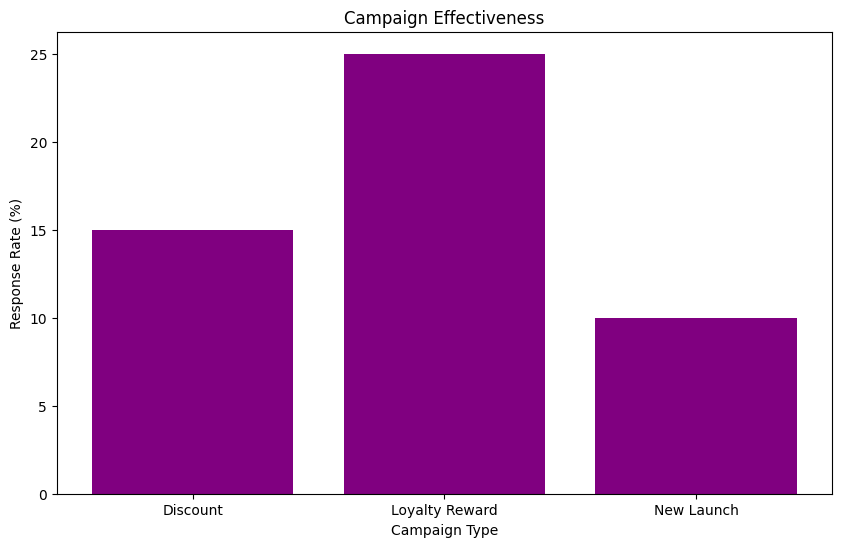 Campaign Effectiveness
Response Rate (%)
25
20
15
10
5
0
Discount Loyalty Reward New Launch
Campaign Type